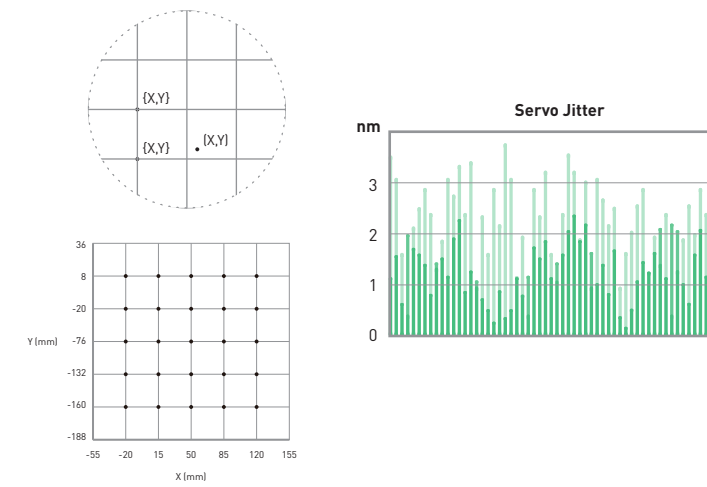 {X,Y}
{X,Y}
(X,Y)
36
8
-20
Y (mm)
-76
-132
-160
-188
-55 -20 15 50 85 120 155
X (mm)
Servo Jitter
nm
3
2
1
0